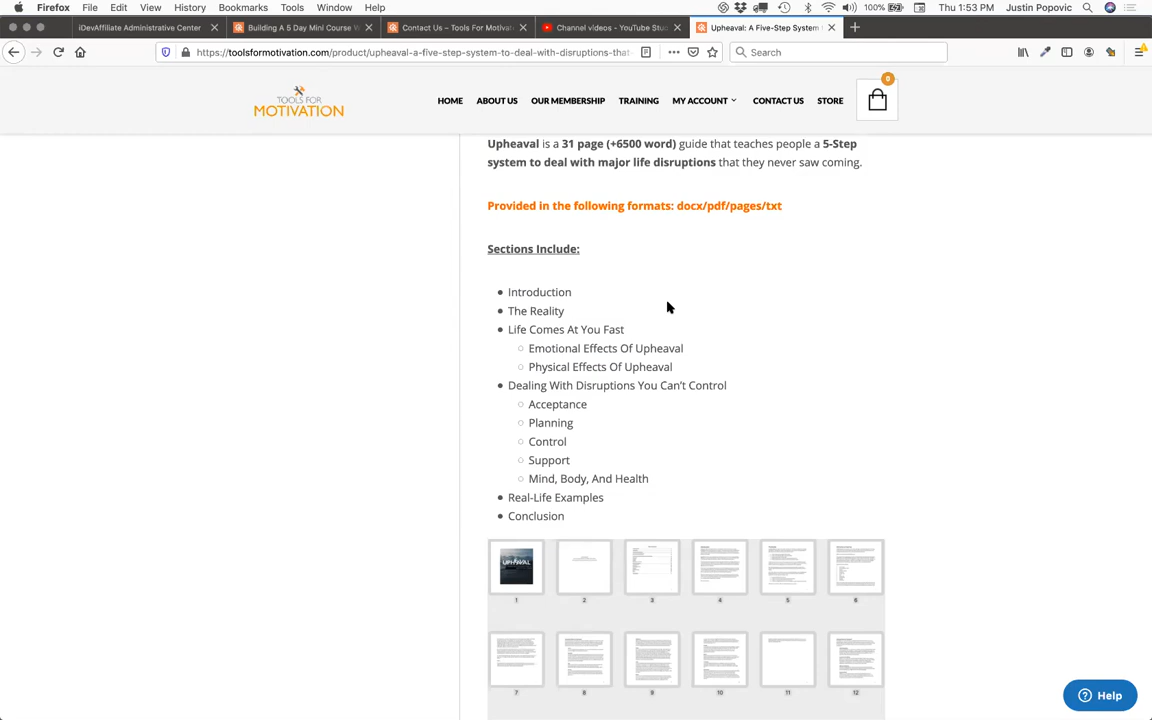 Firefox File Edit View History Bookmarks Tools Window Help 100% Thu 1:53 PM Justin Popovic
iDevAffiliate Administrative Center
Building A 5 Day Mini Course
Contact Us – Tools For Motivat
Channel videos - YouTube Stu
Upheaval: A Five-Step System
https://toolsformotivation.com/product/upheaval-a-five-step-system-to-deal-with-disruptions-that-
Search
TOOLS FOR
MOTIVATION
HOME ABOUT US OUR MEMBERSHIP TRAINING MY ACCOUNT CONTACT US STORE
0
Upheaval is a 31 page (+6500 word) guide that teaches people a 5-Step
system to deal with major life disruptions that they never saw coming.
Provided in the following formats: docx/pdf/pages/txt
Sections Include:
Introduction
The Reality
Life Comes At You Fast
Emotional Effects Of Upheaval
Physical Effects Of Upheaval
Dealing With Disruptions You Can’t Control
Acceptance
Planning
Control
Support
Mind, Body, And Health
Real-Life Examples
Conclusion
UPHEAVAL
1 2 3 4 5 6
7 8 9 10 11 12
Help